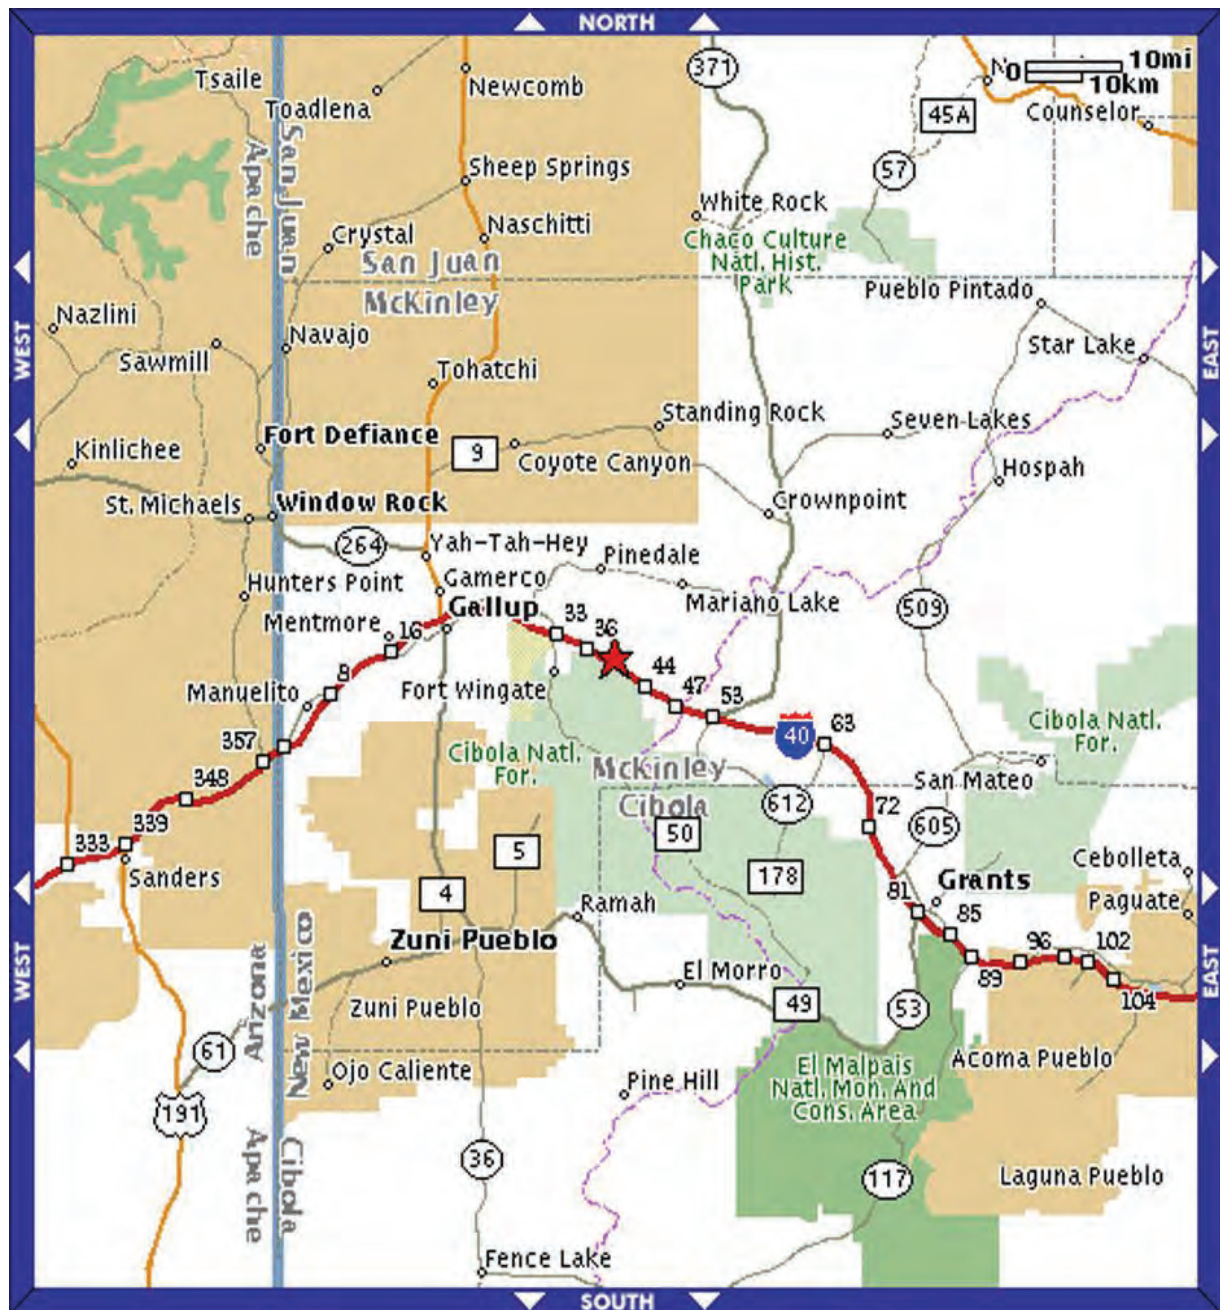 NORTH
Tsaile
Toadlena
Newcomb
371
N
0
10mi
10km
45A
Counselor
San Juan
Apache
Sheep Springs
57
White Rock
Crystal
Naschitti
San Juan
McKinley
Chaco Culture
Natl. Hist.
Park
Pueblo Pintado
Nazlini
Navajo
Sawmill
Star Lake
WEST
EAST
Tohatchi
Standing Rock
Seven Lakes
Fort Defiance
Kinlichee
9
Coyote Canyon
Hospah
St. Michaels
Window Rock
Crownpoint
264
Yah-Tah-Hey
Pinedale
Hunters Point
Gamerco
Mariano Lake
509
Mentmore
16
Gallup
33
36
44
47
53
Manuelito
8
Fort Wingate
357
348
339
333
Sanders
Cibola Natl.
For.
McKinley
Cibola
40
63
Cibola Natl.
For.
San Mateo
612
72
605
50
178
5
4
81
Grants
85
Cebolleta
Paguate
Ramah
Zuni Pueblo
El Morro
89
96
102
104
49
53
WEST
EAST
Arizona
New Mexico
Zuni Pueblo
61
Ojo Caliente
Acoma Pueblo
El Malpais
Natl. Mon. And
Cons. Area
Pine Hill
191
Apache
Cibola
36
117
Laguna Pueblo
Fence Lake
SOUTH